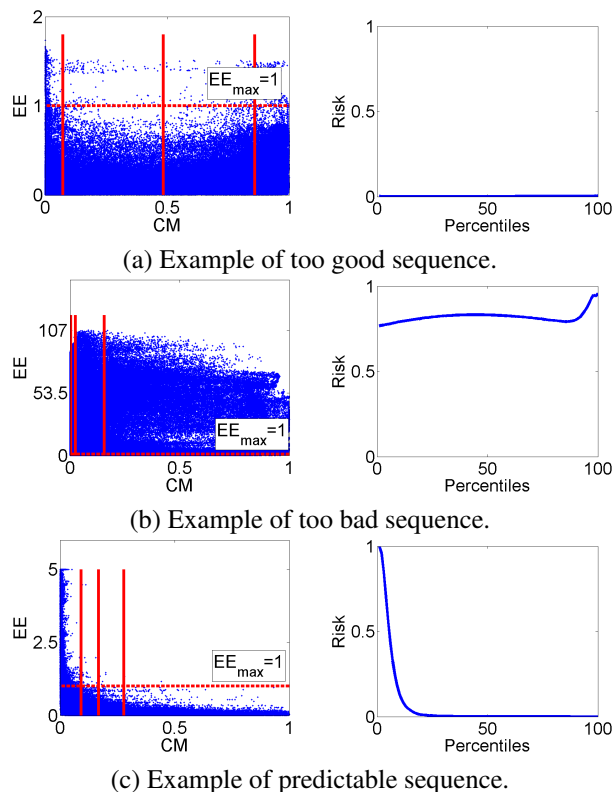 2
1
0
EE
EE_max=1
0
0.5
1
CM
1
0.5
0
Risk
0
50
100
Percentiles
(a) Example of too good sequence.
107
53.5
0
EE
EE_max=1
0
0.5
1
CM
1
0.5
0
Risk
0
50
100
Percentiles
(b) Example of too bad sequence.
5
2.5
0
EE
EE_max=1
0
0.5
1
CM
1
0.5
0
Risk
0
50
100
Percentiles
(c) Example of predictable sequence.